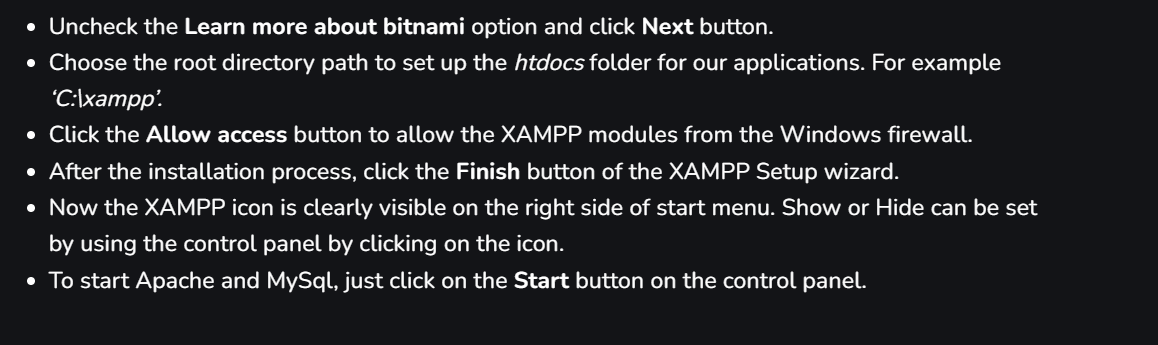 • Uncheck the Learn more about bitnami option and click Next button.
• Choose the root directory path to set up the htdocs folder for our applications. For example
‘C:\xampp’.
• Click the Allow access button to allow the XAMPP modules from the Windows firewall.
• After the installation process, click the Finish button of the XAMPP Setup wizard.
• Now the XAMPP icon is clearly visible on the right side of start menu. Show or Hide can be set
by using the control panel by clicking on the icon.
• To start Apache and MySql, just click on the Start button on the control panel.